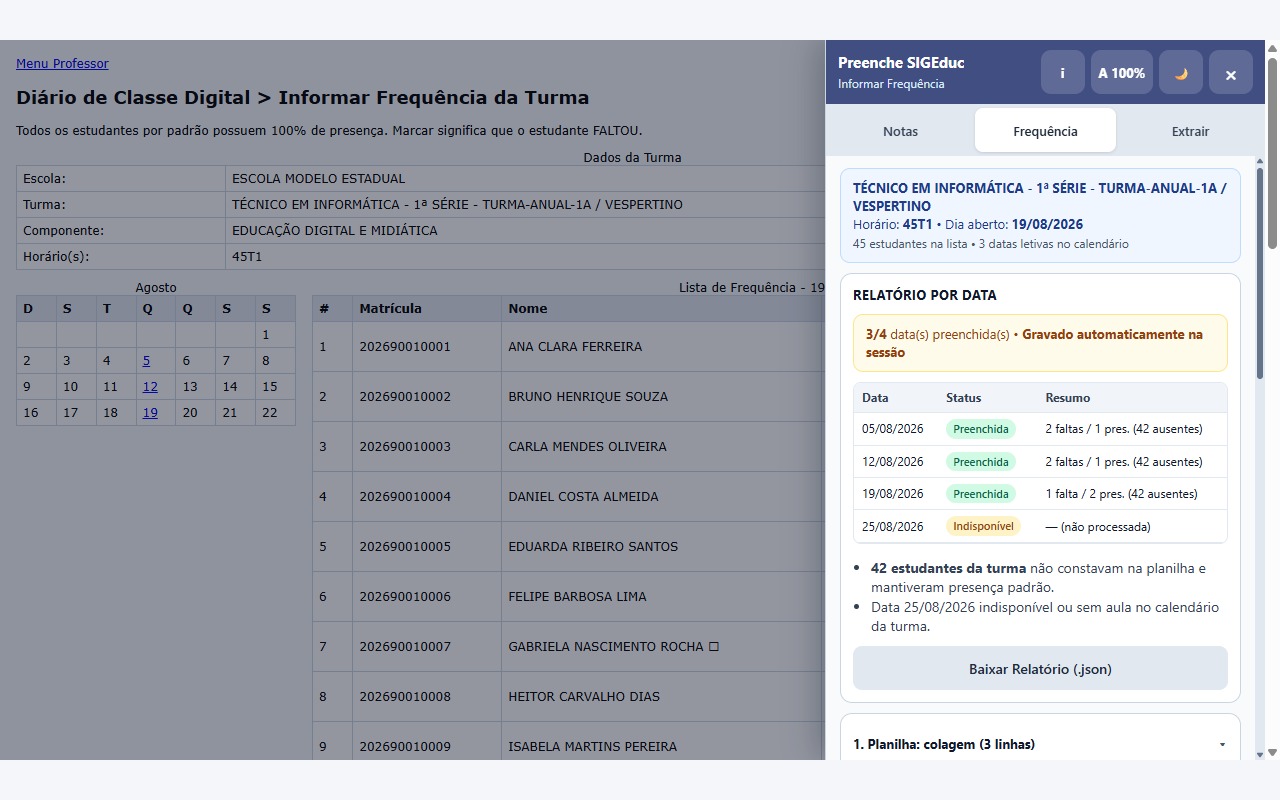 Menu Professor
Diário de Classe Digital > Informar Frequência da Turma
Todos os estudantes por padrão possuem 100% de presença. Marcar significa que o estudante FALTOU.
Dados da Turma
Escola: ESCOLA MODELO ESTADUAL
Turma: TÉCNICO EM INFORMÁTICA - 1ª SÉRIE - TURMA-ANUAL-1A / VESPERTINO
Componente: EDUCAÇÃO DIGITAL E MIDIÁTICA
Horário(s): 45T1
Agosto
D S T Q Q S S
1
2 3 4 5 6 7 8
9 10 11 12 13 14 15
16 17 18 19 20 21 22
Lista de Frequência - 19
# Matrícula Nome
1 202690010001 ANA CLARA FERREIRA
2 202690010002 BRUNO HENRIQUE SOUZA
3 202690010003 CARLA MENDES OLIVEIRA
4 202690010004 DANIEL COSTA ALMEIDA
5 202690010005 EDUARDA RIBEIRO SANTOS
6 202690010006 FELIPE BARBOSA LIMA
7 202690010007 GABRIELA NASCIMENTO ROCHA ☐
8 202690010008 HEITOR CARVALHO DIAS
9 202690010009 ISABELA MARTINS PEREIRA
Preenche SIGEduc
Informar Frequência
i A 100% 🌙 ×
Notas Frequência Extrair
TÉCNICO EM INFORMÁTICA - 1ª SÉRIE - TURMA-ANUAL-1A /
VESPERTINO
Horário: 45T1 • Dia aberto: 19/08/2026
45 estudantes na lista • 3 datas letivas no calendário
RELATÓRIO POR DATA
3/4 data(s) preenchida(s) • Gravado automaticamente na
sessão
Data Status Resumo
05/08/2026 Preenchida 2 faltas / 1 pres. (42 ausentes)
12/08/2026 Preenchida 2 faltas / 1 pres. (42 ausentes)
19/08/2026 Preenchida 1 falta / 2 pres. (42 ausentes)
25/08/2026 Indisponível — (não processada)
• 42 estudantes da turma não constavam na planilha e
mantiveram presença padrão.
• Data 25/08/2026 indisponível ou sem aula no calendário
da turma.
Baixar Relatório (.json)
1. Planilha: colagem (3 linhas)